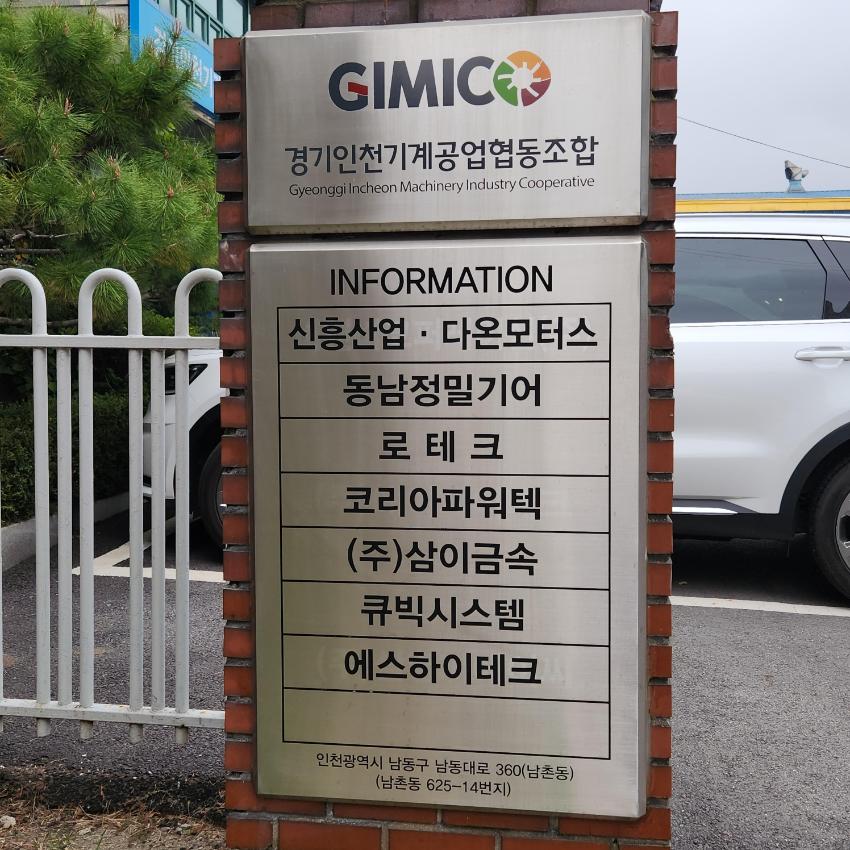 GIMICO
경기인천기계공업협동조합
Gyeonggi Incheon Machinery Industry Cooperative
INFORMATION
신흥산업 · 다온모터스
동남정밀기어
로 테 크
코리아파워텍
(주)삼이금속
큐빅시스템
에스하이테크
인천광역시 남동구 남동대로 360(남촌동)
(남촌동 625-14번지)